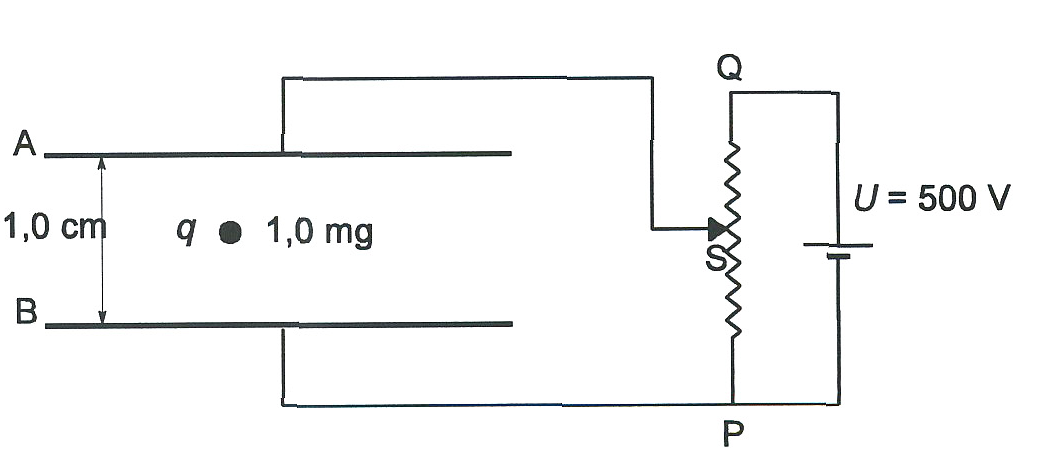 Q
A
U = 500 V
1,0 cm
q
1,0 mg
S
B
P